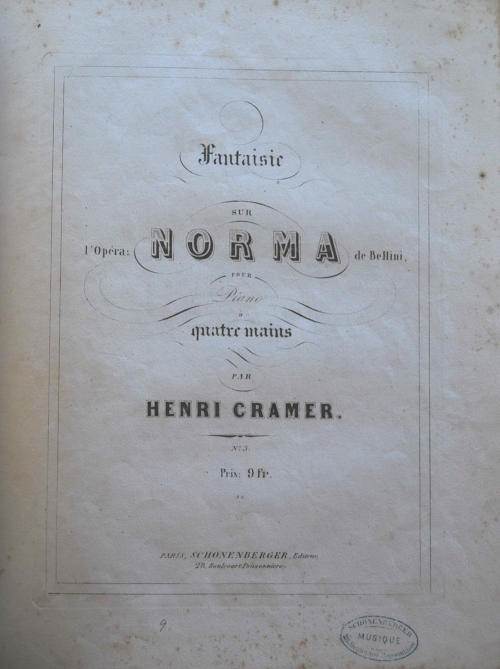 Fantaisie
SUR
l'Opéra: NORMA de Bellini,
POUR
Piano
à
quatre mains
PAR
HENRI CRAMER.
N° 3.
Prix: 9 fr.
PARIS, SCHONENBERGER, Editeur,
28, Boulevart Poissonnière.
9
SCHONENBERGER
MUSIQUE